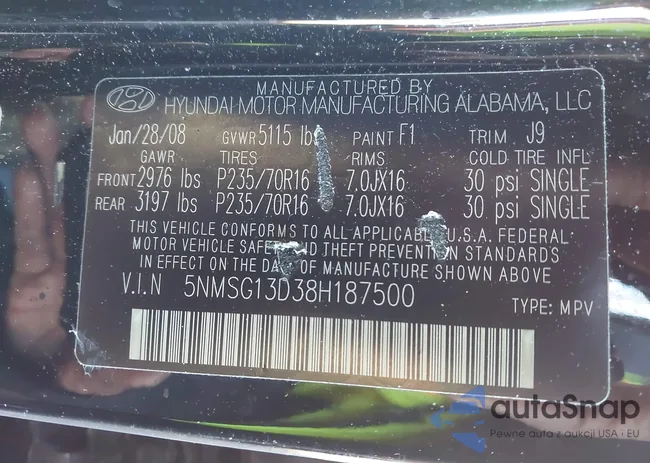 MANUFACTURED BY
HYUNDAI MOTOR MANUFACTURING ALABAMA, LLC
Jan/28/08 GVWR 5115 lbs PAINT F1 TRIM J9
GAWR TIRES RIMS COLD TIRE INFL
FRONT 2976 lbs P235/70R16 7.0JX16 30 psi SINGLE
REAR 3197 lbs P235/70R16 7.0JX16 30 psi SINGLE
THIS VEHICLE CONFORMS TO ALL APPLICABLE U.S.A. FEDERAL
MOTOR VEHICLE SAFETY AND THEFT PREVENTION STANDARDS
IN EFFECT ON THE DATE OF MANUFACTURE SHOWN ABOVE
V.I.N 5NMSG13D38H187500
TYPE: MPV
autaSnap
Pewne auta z aukcji USA i EU